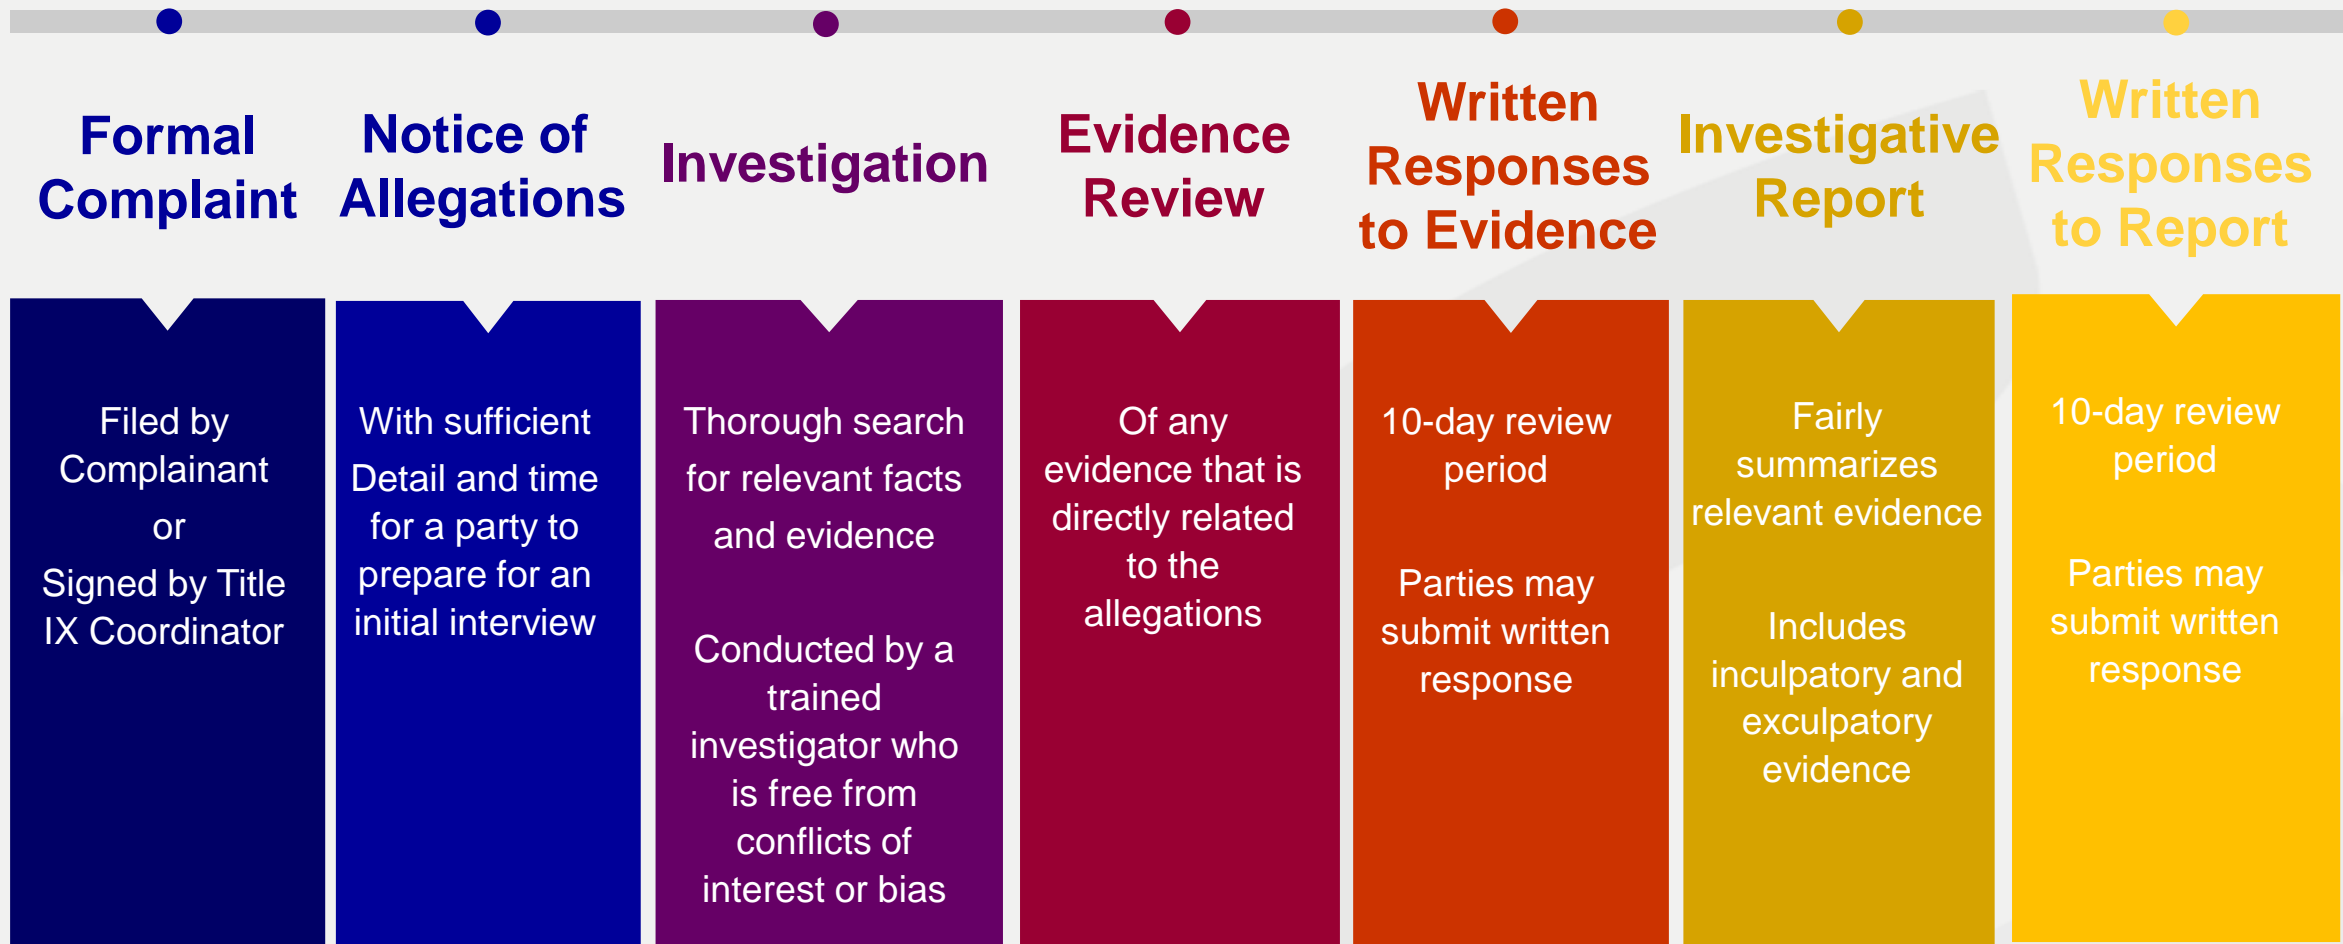 Formal
Complaint
Notice of
Allegations
Investigation
Evidence
Review
Written
Responses
to Evidence
Investigative
Report
Written
Responses
to Report
Filed by
Complainant
or
Signed by Title
IX Coordinator
With sufficient
Detail and time
for a party to
prepare for an
initial interview
Thorough search
for relevant facts
and evidence
Conducted by a
trained
investigator who
is free from
conflicts of
interest or bias
Of any
evidence that is
directly related
to the
allegations
10-day review
period
Parties may
submit written
response
Fairly
summarizes
relevant evidence
Includes
inculpatory and
exculpatory
evidence
10-day review
period
Parties may
submit written
response